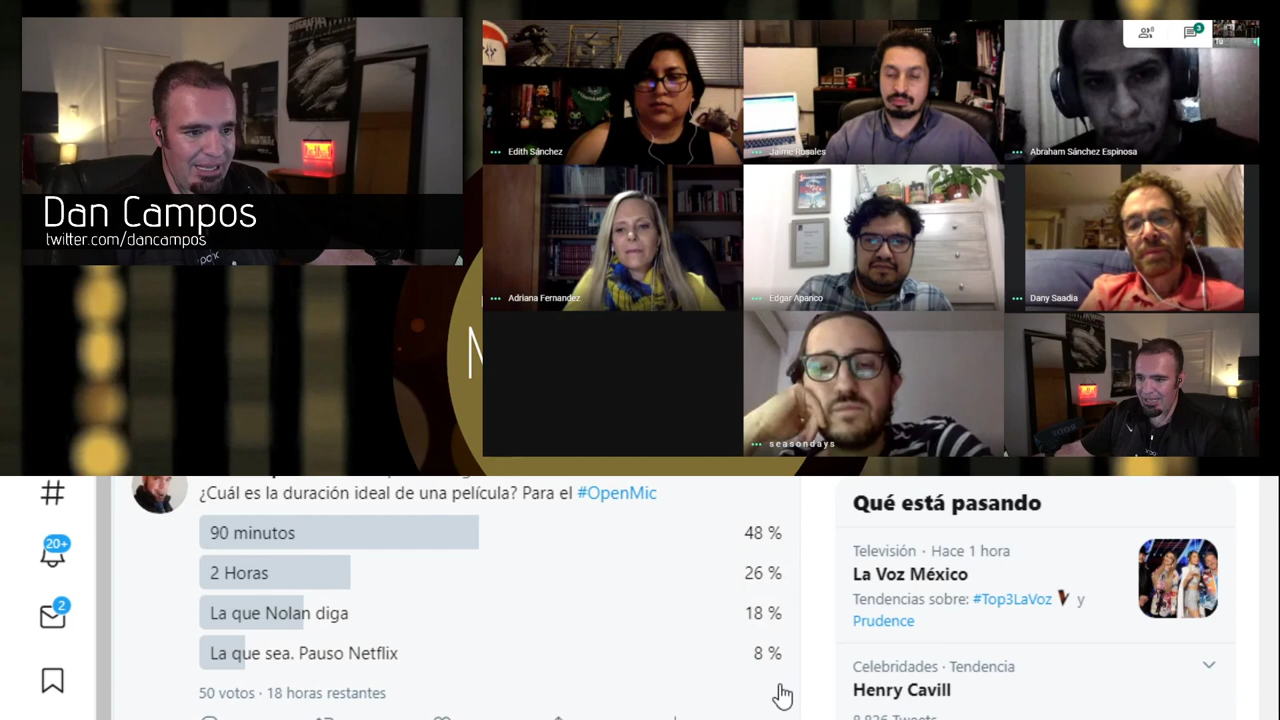 Dan Campos
twitter.com/dancampos
Edith Sánchez
Jaime Rosales
Abraham Sánchez Espinosa
Adriana Fernandez
Edgar Apanco
Dany Saadia
seasondays
¿Cuál es la duración ideal de una película? Para el #OpenMic
90 minutos 48 %
2 Horas 26 %
La que Nolan diga 18 %
La que sea. Pauso Netflix 8 %
50 votos · 18 horas restantes
20+
2
Qué está pasando
Televisión · Hace 1 hora
La Voz México
Tendencias sobre: #Top3LaVoz y
Prudence
Celebridades · Tendencia
Henry Cavill